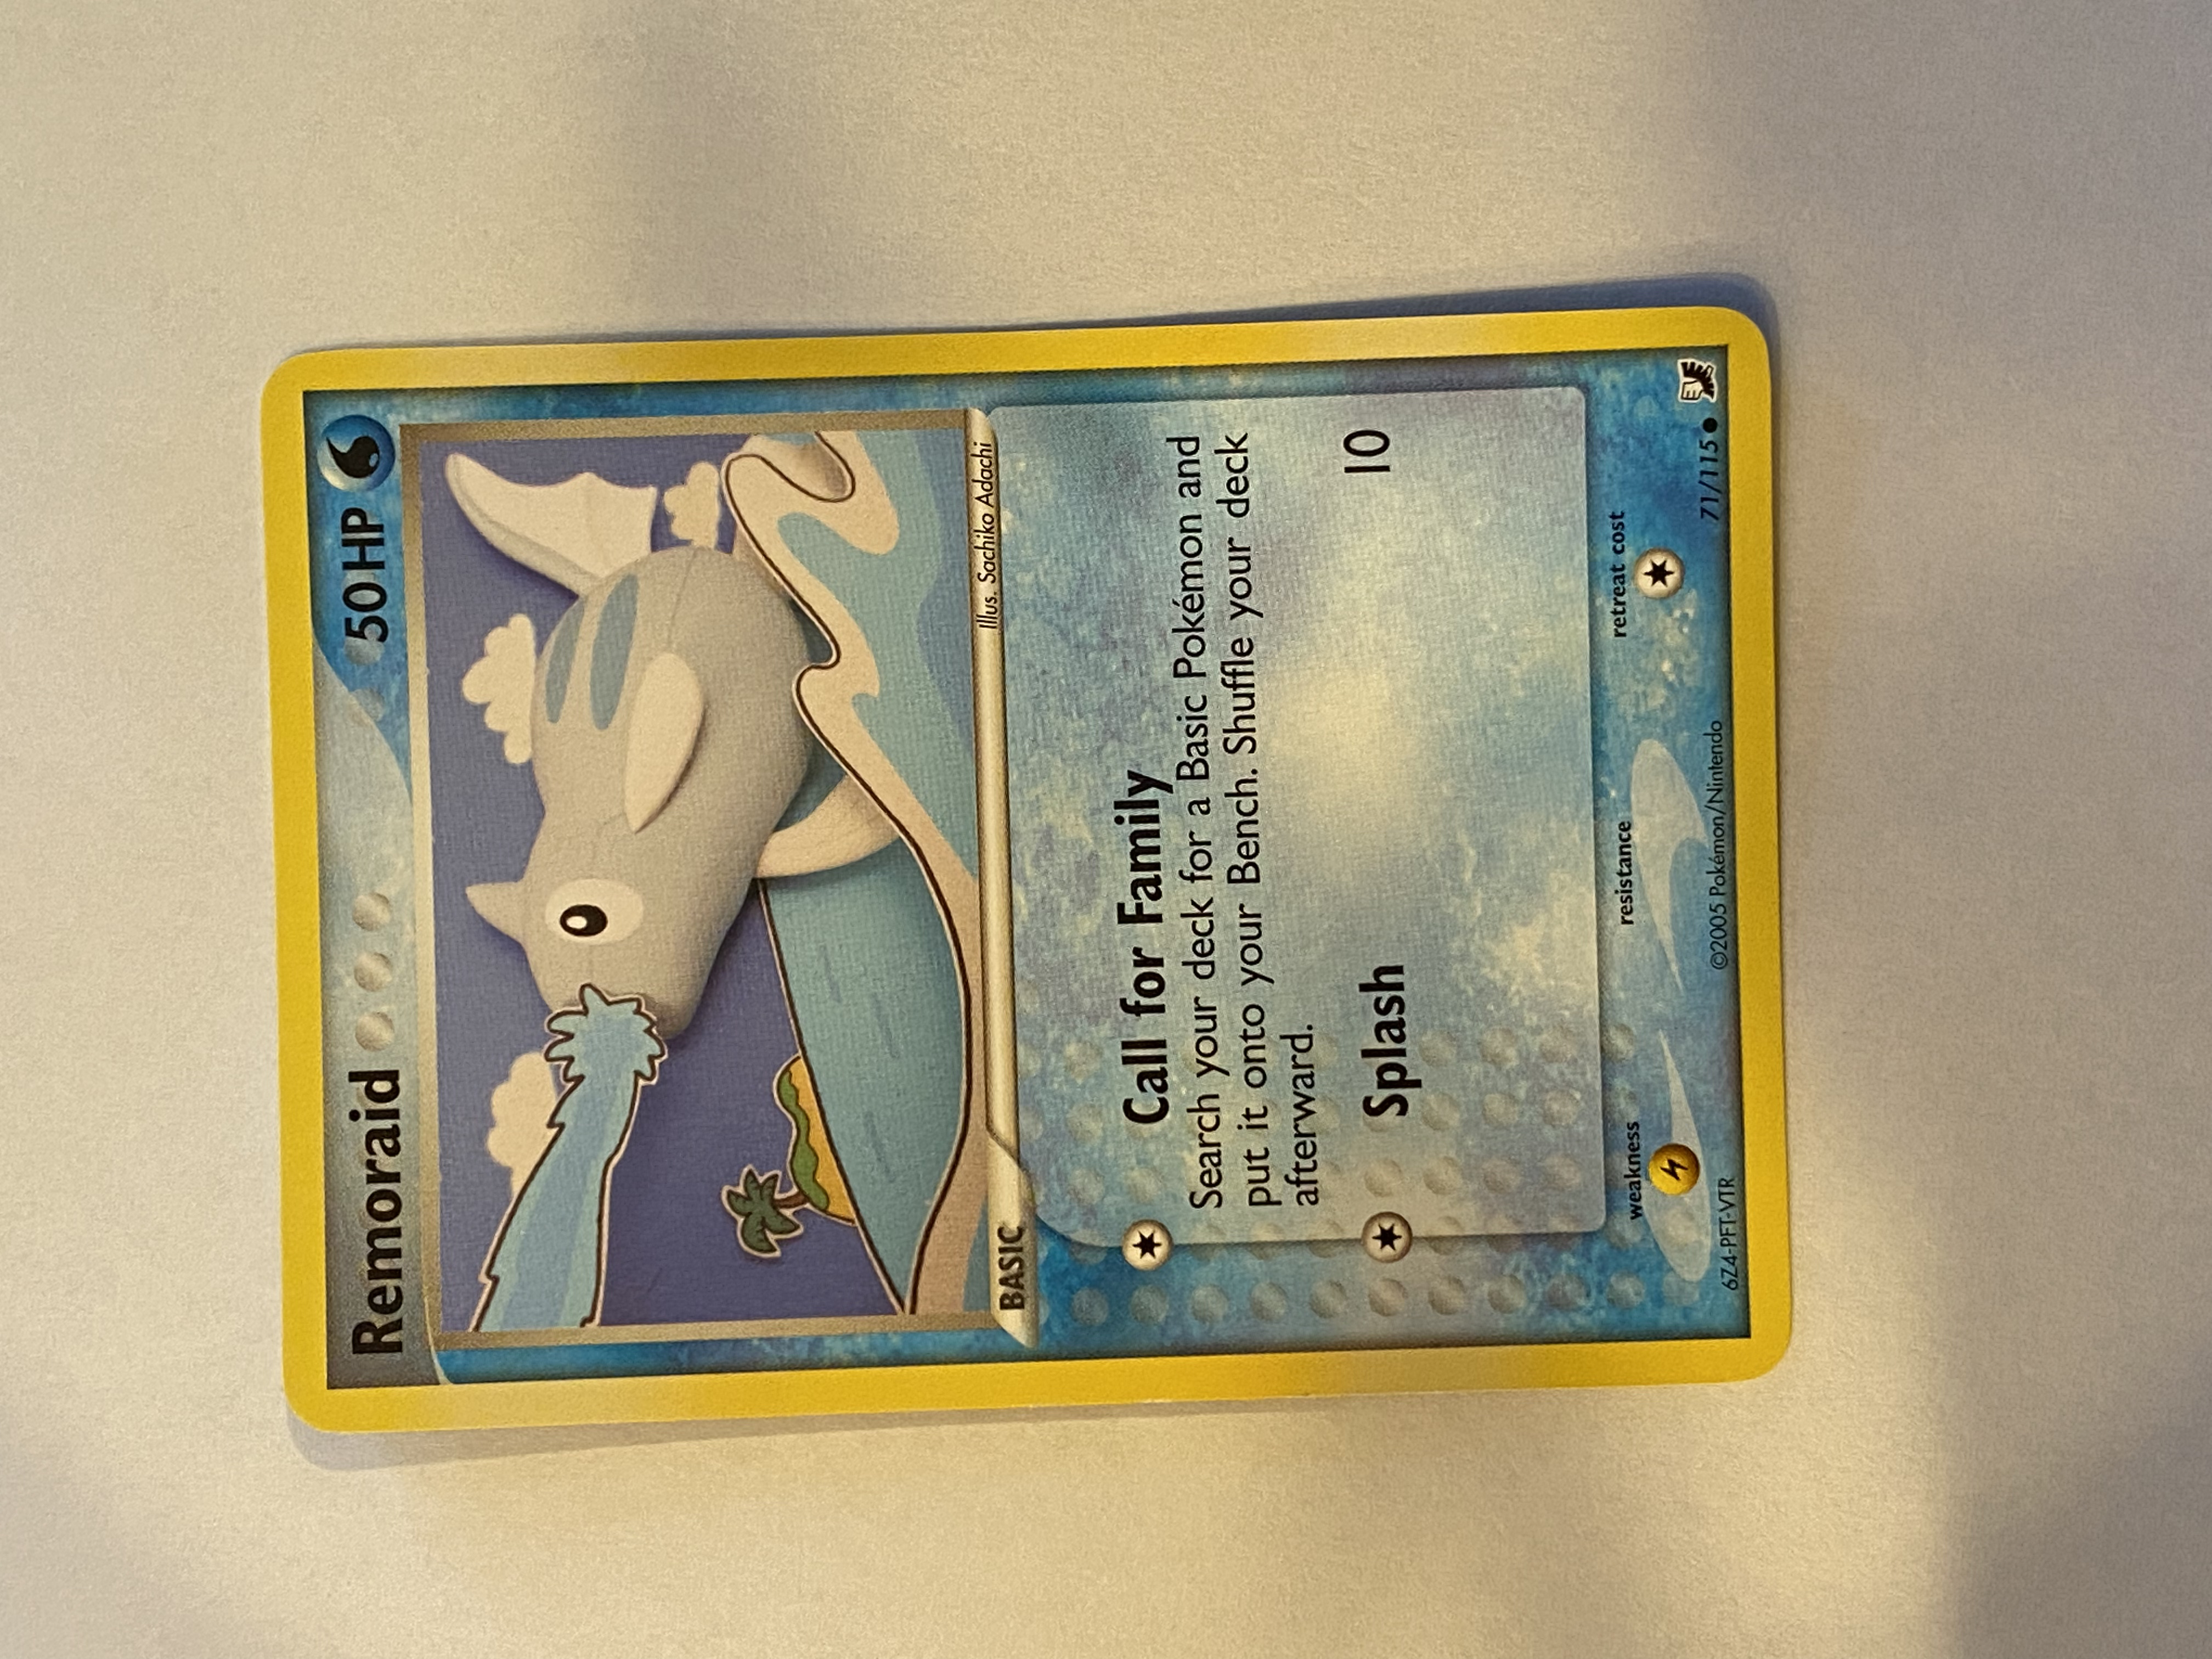 Remoraid 50 HP
BASIC
Illus. Sachiko Adachi
Call for Family
Search your deck for a Basic Pokémon and
put it onto your Bench. Shuffle your deck
afterward.
Splash 10
weakness resistance retreat cost
6Z4-PFT-VTR ©2005 Pokémon/Nintendo 71/115